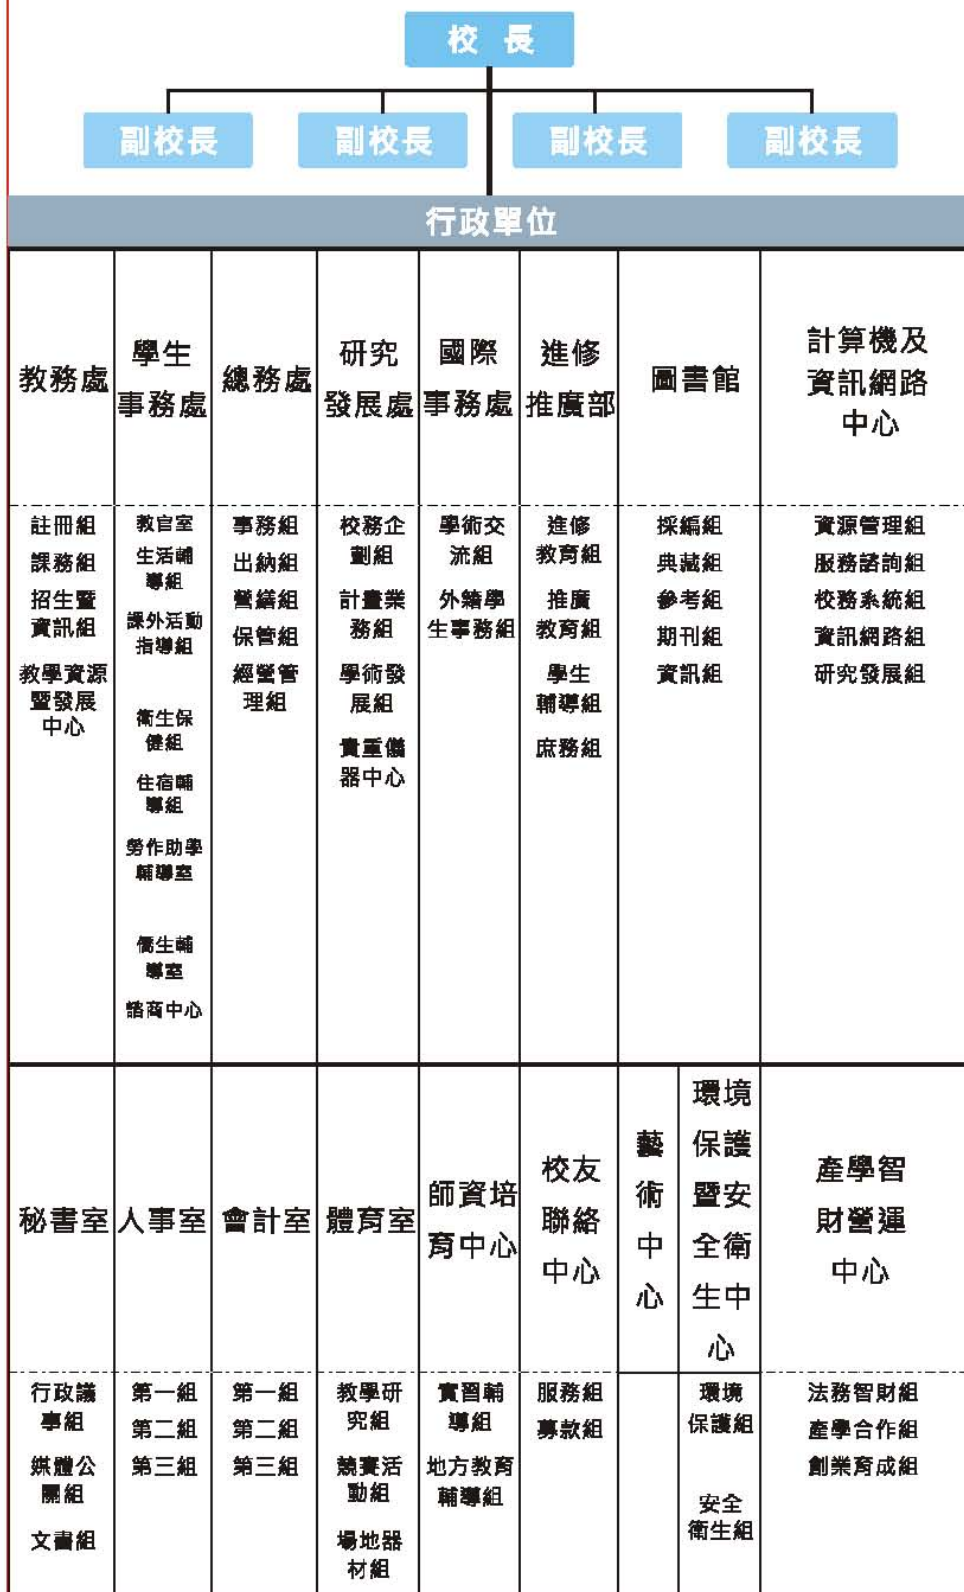 校 長
副校長
副校長
副校長
副校長
行政單位
教務處
學生
事務處
總務處
研究
發展處
國際
事務處
進修
推廣部
圖書館
計算機及
資訊網路
中心
註冊組
課務組
招生暨
資訊組
教學資源
暨發展
中心
教官室
生活輔
導組
課外活動
指導組
衛生保
健組
住宿輔
導組
勞作助學
輔導室
僑生輔
導室
諮商中心
事務組
出納組
營繕組
保管組
經營管
理組
校務企
劃組
計畫業
務組
學術發
展組
貴重儀
器中心
學術交
流組
外籍學
生事務組
進修
教育組
推廣
教育組
學生
輔導組
庶務組
採編組
典藏組
參考組
期刊組
資訊組
資源管理組
服務諮詢組
校務系統組
資訊網路組
研究發展組
秘書室
人事室
會計室
體育室
師資培
育中心
校友
聯絡
中心
藝
術
中
心
環境
保護
暨安
全衛
生中
心
產學智
財營運
中心
行政議
事組
媒體公
關組
文書組
第一組
第二組
第三組
第一組
第二組
第三組
教學研
究組
競賽活
動組
場地器
材組
實習輔
導組
地方教育
輔導組
服務組
募款組
環境
保護組
安全
衛生組
法務智財組
產學合作組
創業育成組